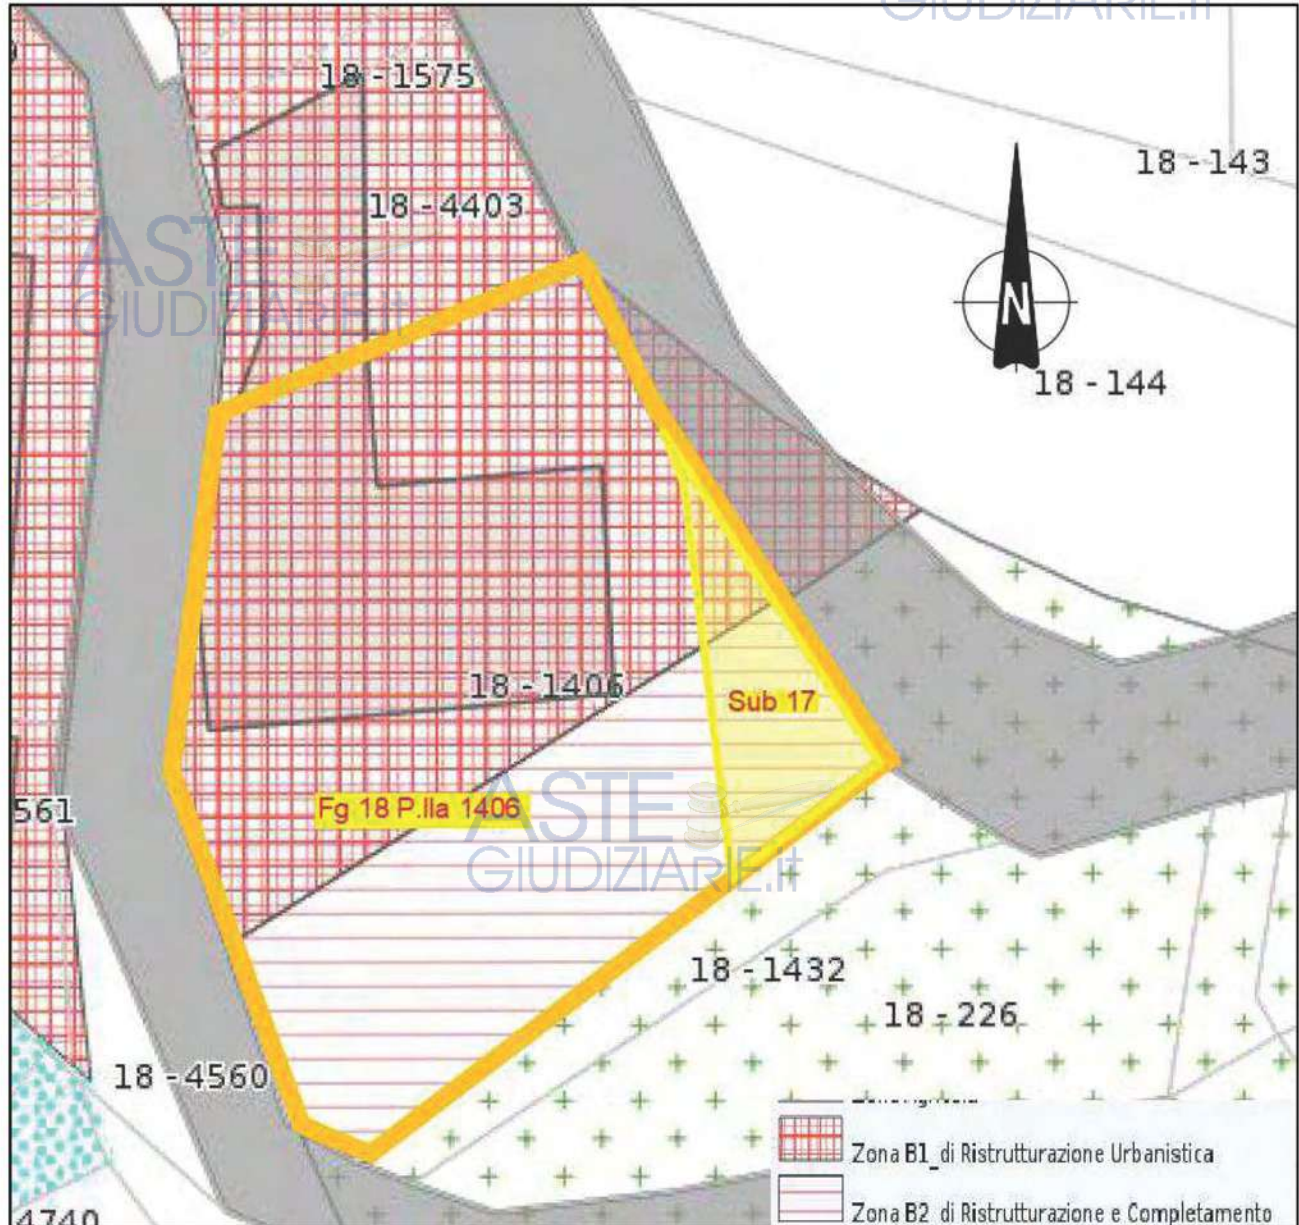 GIUDIZIARIE.it
18 - 1575
18 - 143
18 - 4403
ASTE
GIUDIZIARIE.it
N
18 - 144
18 - 1406
Sub 17
561
Fg 18 P.lla 1406
ASTE
GIUDIZIARIE.it
18 - 1432
18 - 226
18 - 4560
Zona B1_di Ristrutturazione Urbanistica
Zona B2_di Ristrutturazione e Completamento
4740